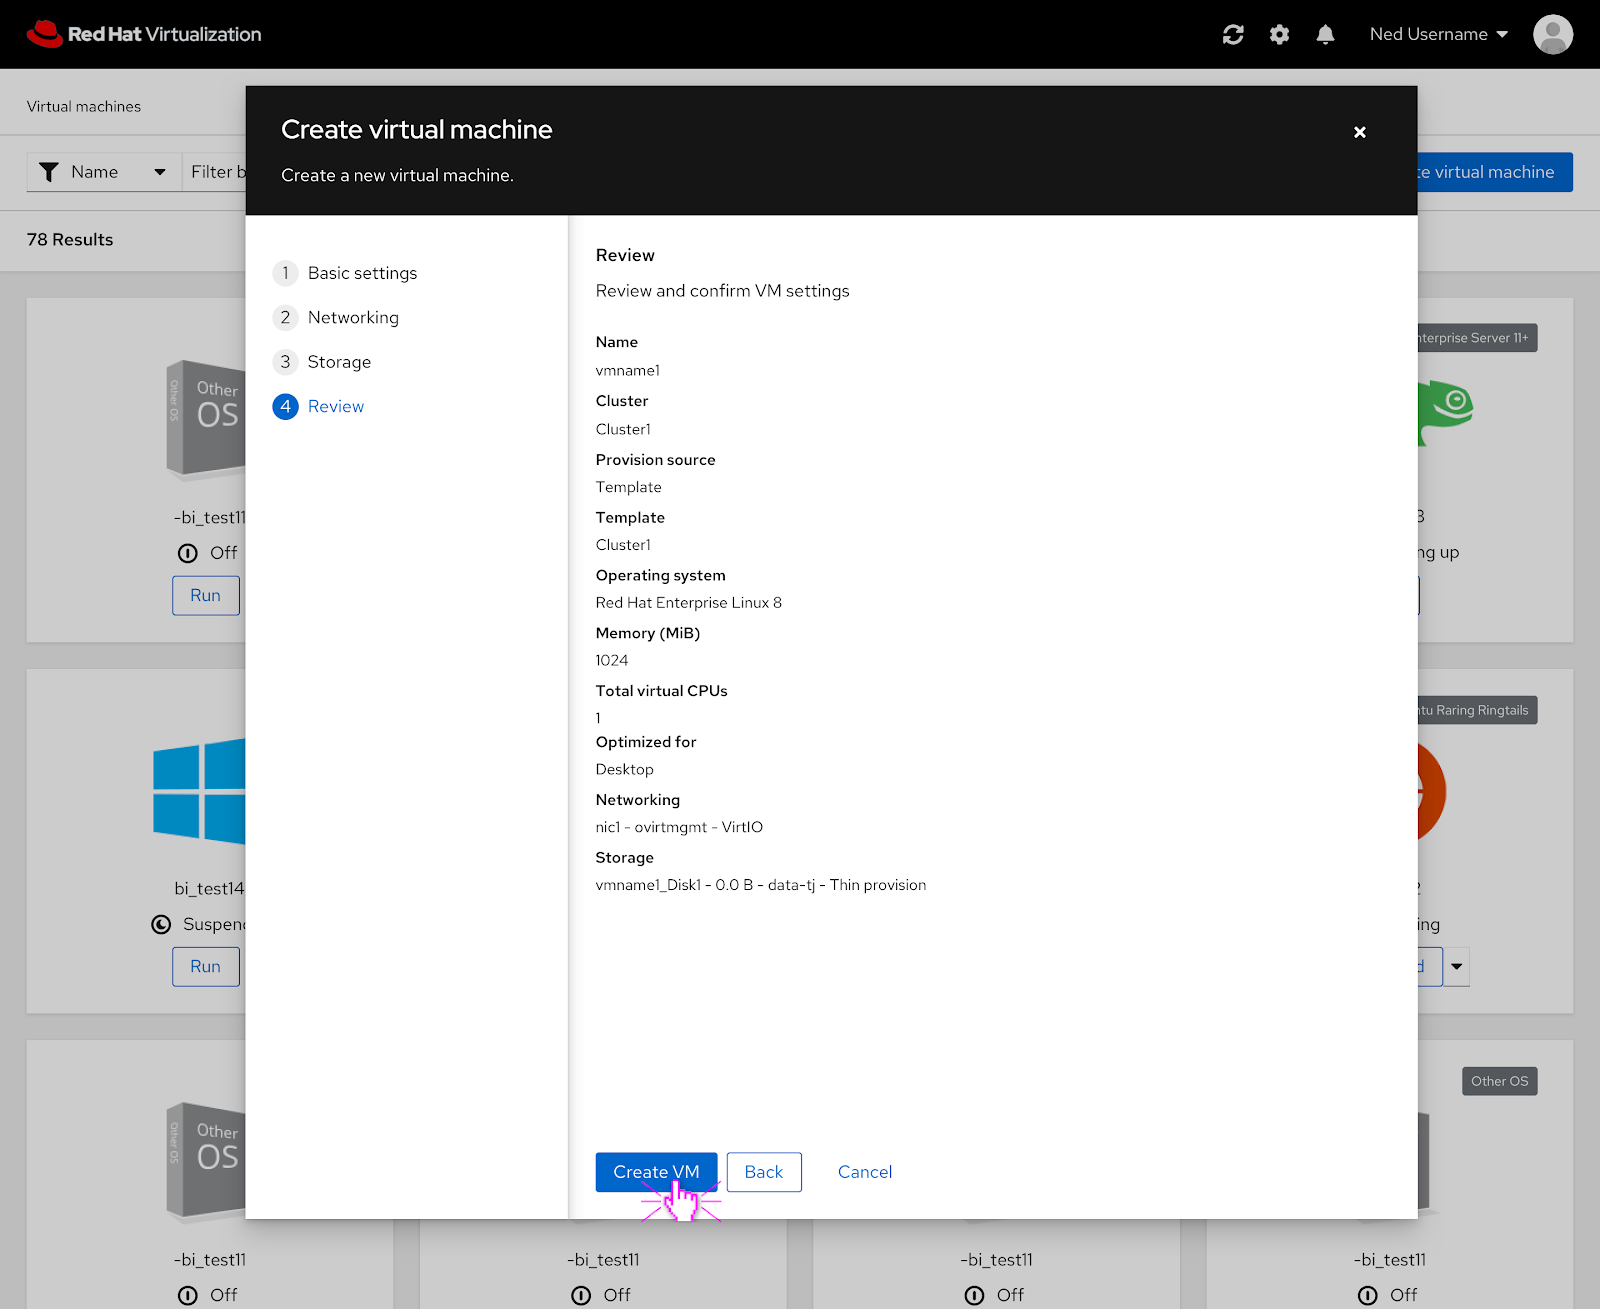 Red Hat Virtualization
Ned Username
Virtual machines
Name
Filter b
te virtual machine
78 Results
Create virtual machine
Create a new virtual machine.
1 Basic settings
2 Networking
3 Storage
4 Review
Review
Review and confirm VM settings
Name
vmname1
Cluster
Cluster1
Provision source
Template
Template
Cluster1
Operating system
Red Hat Enterprise Linux 8
Memory (MiB)
1024
Total virtual CPUs
1
Optimized for
Desktop
Networking
nic1 - ovirtmgmt - VirtIO
Storage
vmname1_Disk1 - 0.0 B - data-tj - Thin provision
Create VM
Back
Cancel
Other OS
Other
OS
-bi_test11
Off
Run
nterprise Server 11+
3
ng up
bi_test14
Suspend
Run
ntu Raring Ringtails
2
ing
d
Other OS
Other
OS
Other OS
-bi_test11
Off
-bi_test11
Off
-bi_test11
Off
-bi_test11
Off